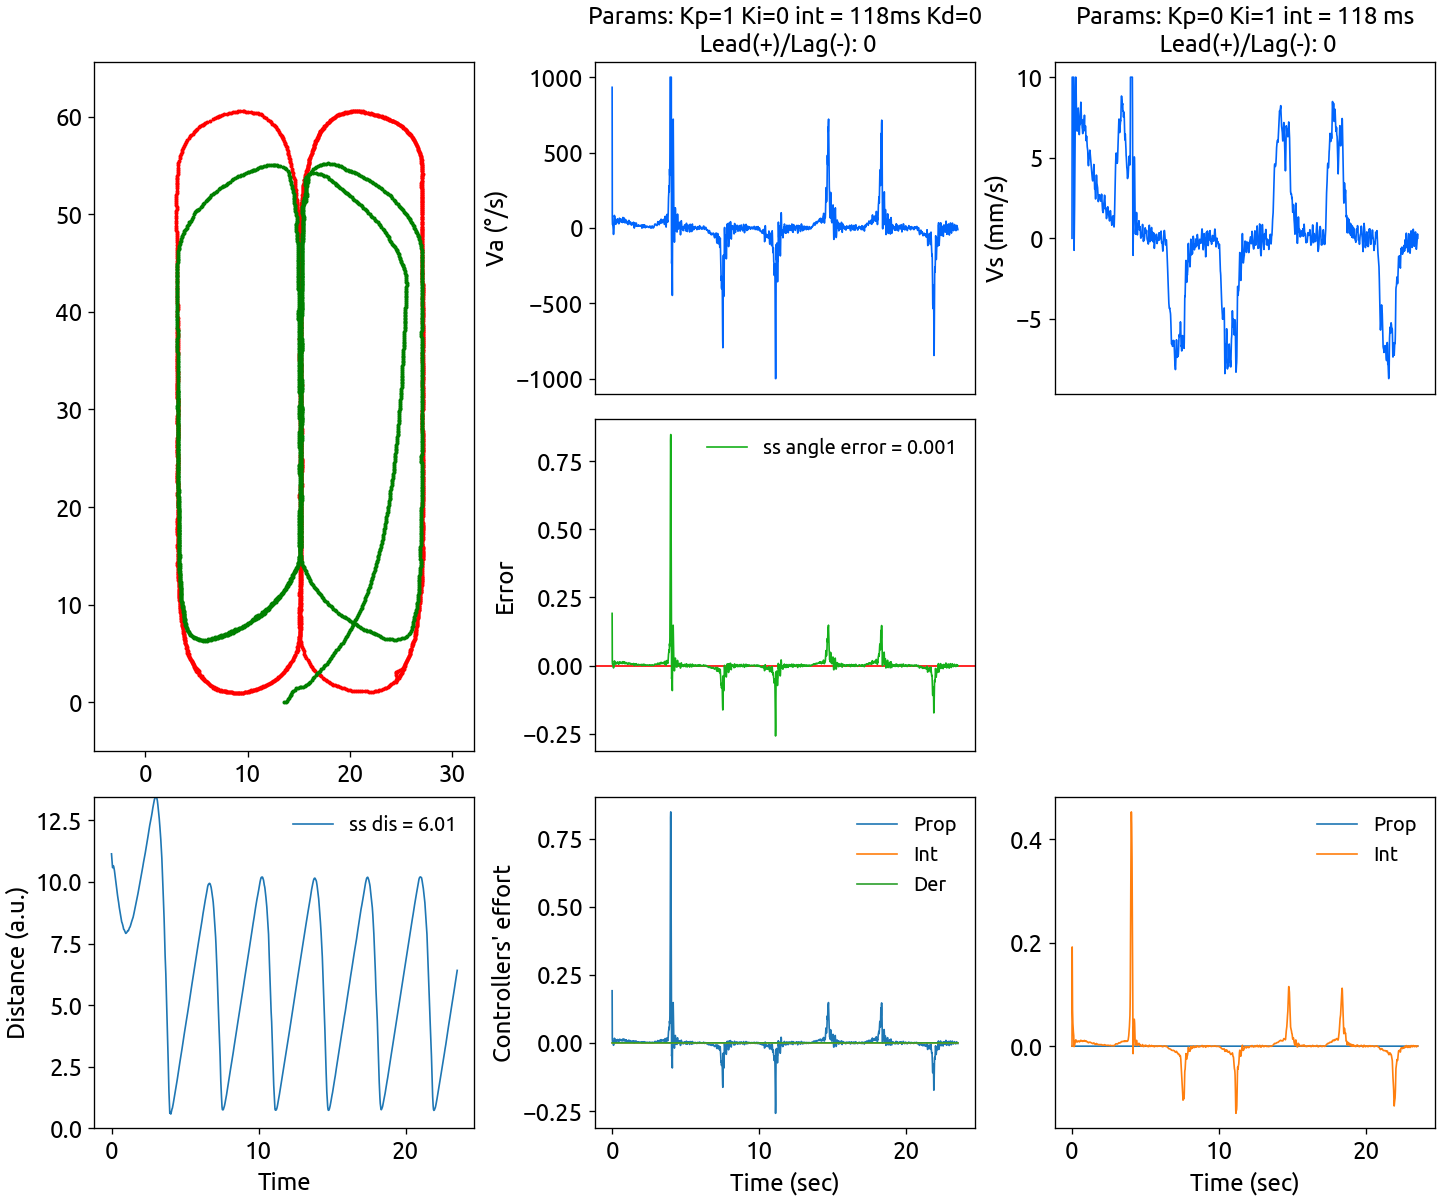 Params: Kp=1 Ki=0 int = 118ms Kd=0
Lead(+)/Lag(-): 0
Params: Kp=0 Ki=1 int = 118 ms
Lead(+)/Lag(-): 0
60
50
40
30
20
10
0
0
10
20
30
Va (°/s)
1000
500
0
−500
−1000
Vs (mm/s)
10
5
0
−5
Error
0.75
0.50
0.25
0.00
−0.25
ss angle error = 0.001
Distance (a.u.)
12.5
10.0
7.5
5.0
2.5
0.0
ss dis = 6.01
0
10
20
Time
Controllers' effort
0.75
0.50
0.25
0.00
−0.25
Prop
Int
Der
0
10
20
Time (sec)
0.4
0.2
0.0
Prop
Int
0
10
20
Time (sec)